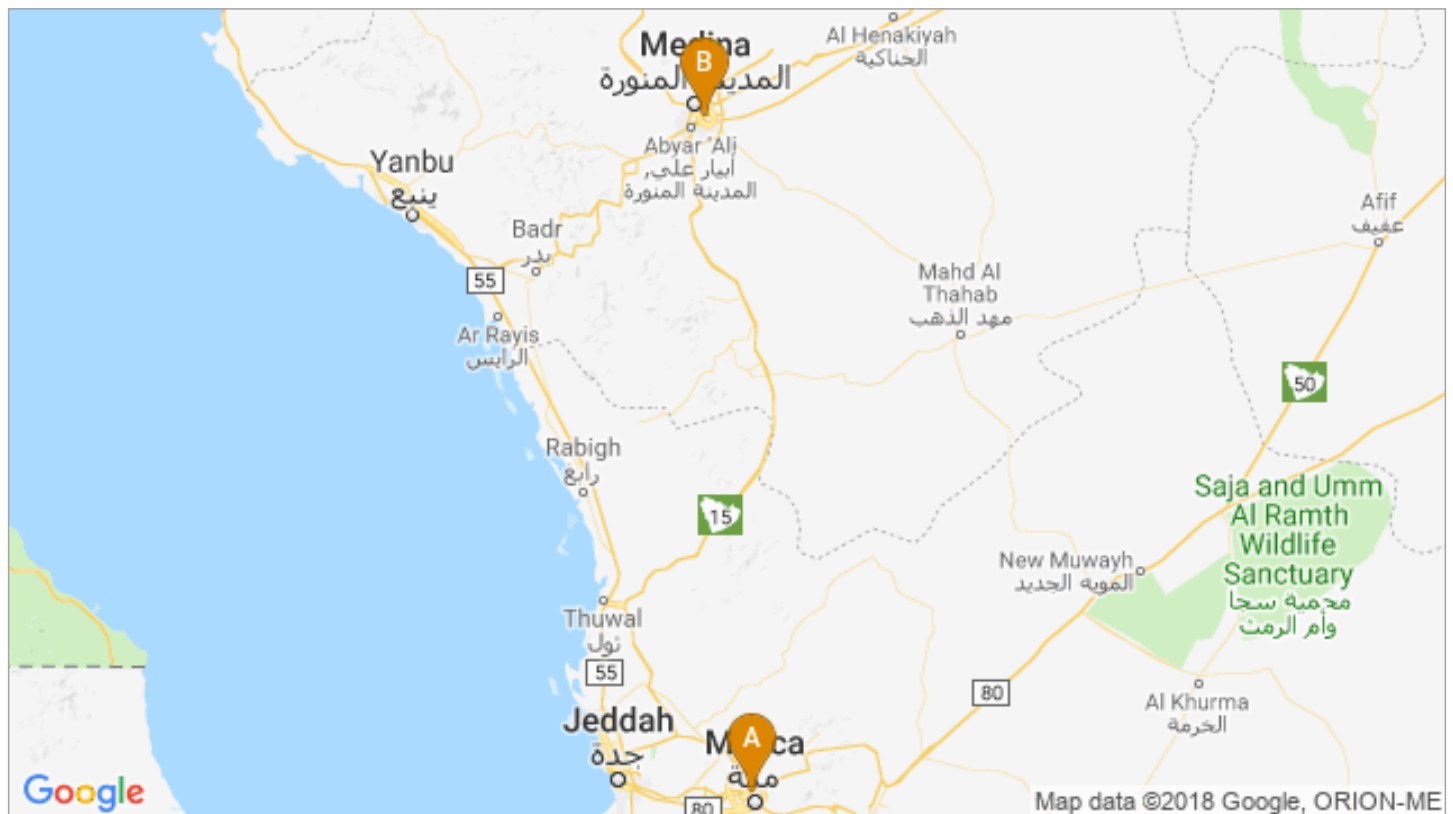 Medina
المدينة المنورة
B
Al Henakiyah
الحناكية
Abyar 'Ali
أبيار علي,
المدينة المنورة
Yanbu
ينبع
Badr
بدر
55
Afif
عفيف
Mahd Al
Thahab
مهد الذهب
Ar Rayis
الرايس
50
Rabigh
رابغ
15
Saja and Umm
Al Ramth
Wildlife
Sanctuary
محمية سجا
وأم الرمث
New Muwayh
المويه الجديد
Thuwal
ثول
55
80
Al Khurma
الخرمة
Jeddah
جدة
Mecca
مكة
A
80
Google
Map data ©2018 Google, ORION-ME